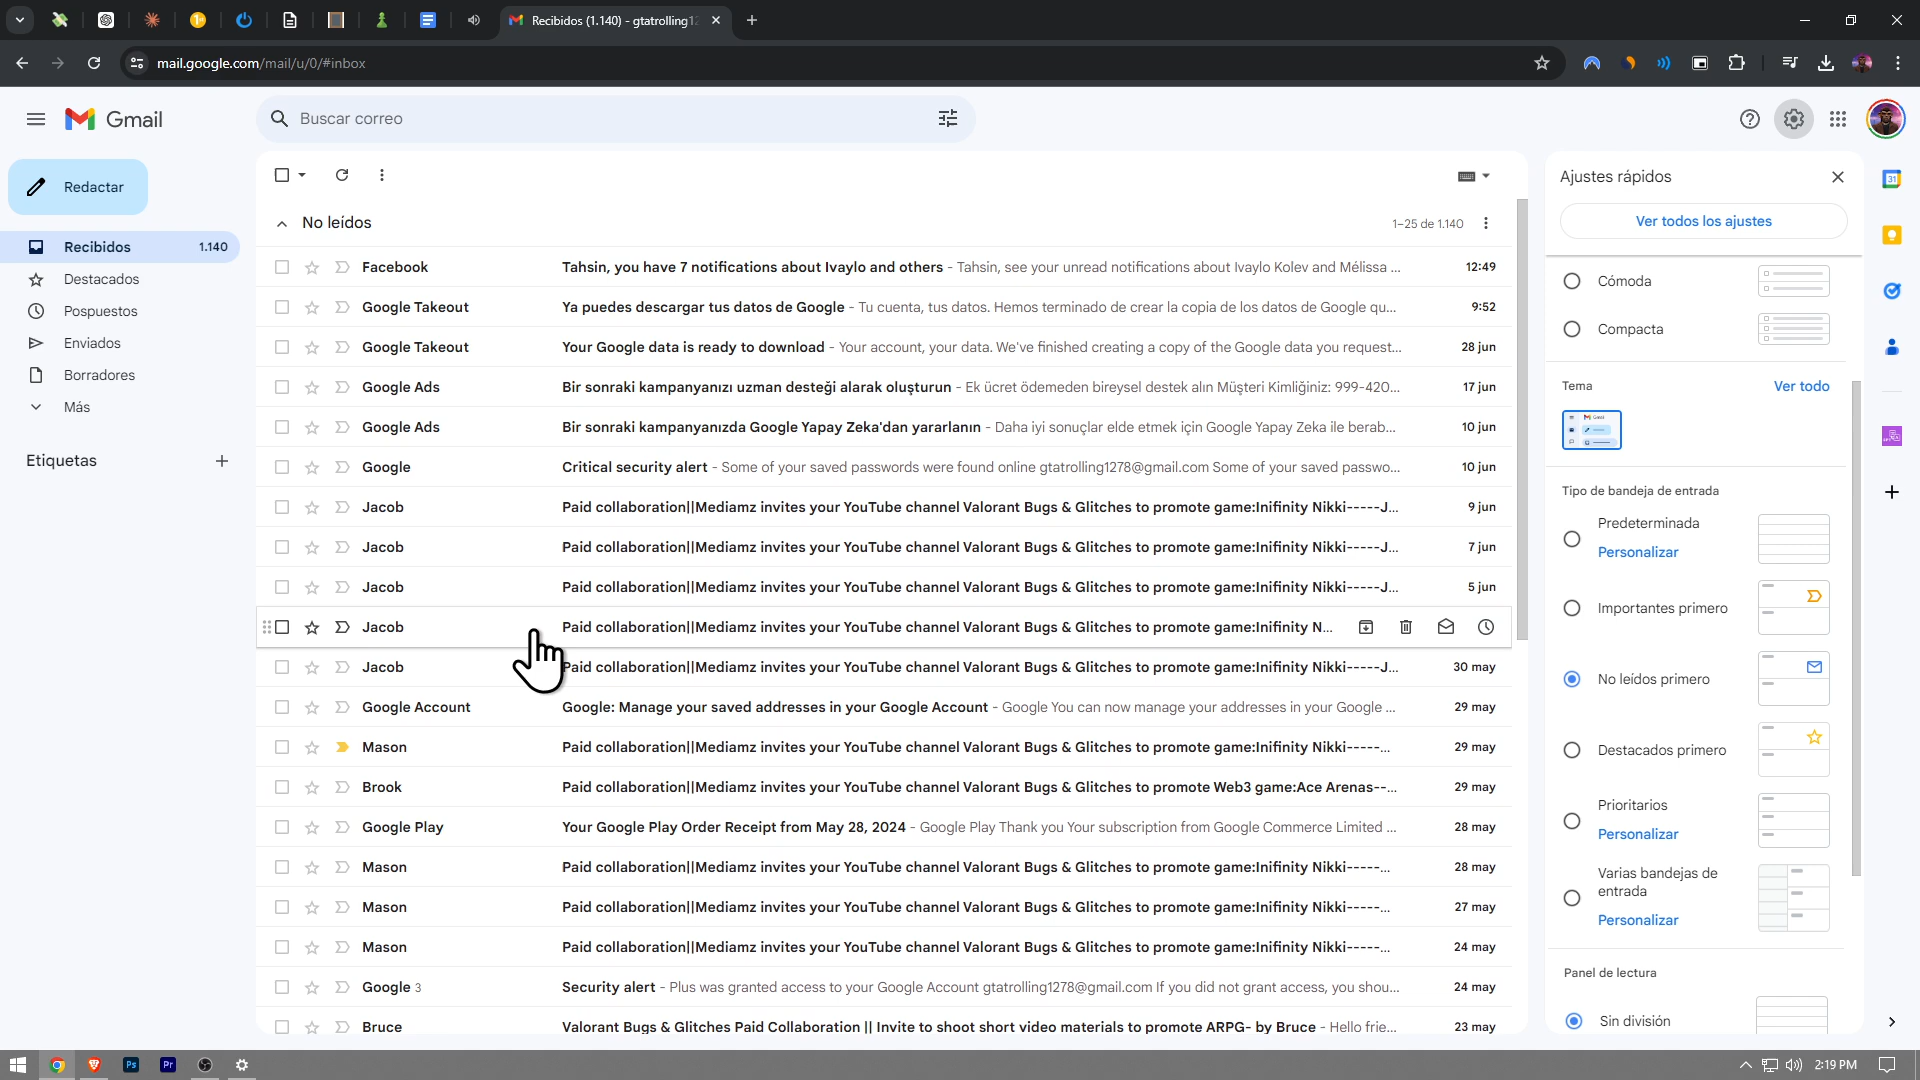 Recibidos (1.140) - gtatrolling12
mail.google.com/mail/u/0/#inbox
Gmail
Buscar correo
Redactar
Recibidos 1.140
Destacados
Pospuestos
Enviados
Borradores
Más
Etiquetas
No leídos 1–25 de 1.140
Facebook Tahsin, you have 7 notifications about Ivaylo and others - Tahsin, see your unread notifications about Ivaylo Kolev and Mélissa ... 12:49
Google Takeout Ya puedes descargar tus datos de Google - Tu cuenta, tus datos. Hemos terminado de crear la copia de los datos de Google qu... 9:52
Google Takeout Your Google data is ready to download - Your account, your data. We've finished creating a copy of the Google data you request... 28 jun
Google Ads Bir sonraki kampanyanızı uzman desteği alarak oluşturun - Ek ücret ödemeden bireysel destek alın Müşteri Kimliğiniz: 999-420... 17 jun
Google Ads Bir sonraki kampanyanızda Google Yapay Zeka'dan yararlanın - Daha iyi sonuçlar elde etmek için Google Yapay Zeka ile berab... 10 jun
Google Critical security alert - Some of your saved passwords were found online gtatrolling1278@gmail.com Some of your saved passwo... 10 jun
Jacob Paid collaboration||Mediamz invites your YouTube channel Valorant Bugs & Glitches to promote game:Inifinity Nikki-----J... 9 jun
Jacob Paid collaboration||Mediamz invites your YouTube channel Valorant Bugs & Glitches to promote game:Inifinity Nikki-----J... 7 jun
Jacob Paid collaboration||Mediamz invites your YouTube channel Valorant Bugs & Glitches to promote game:Inifinity Nikki-----J... 5 jun
Jacob Paid collaboration||Mediamz invites your YouTube channel Valorant Bugs & Glitches to promote game:Inifinity N...
Jacob Paid collaboration||Mediamz invites your YouTube channel Valorant Bugs & Glitches to promote game:Inifinity Nikki-----J... 30 may
Google Account Google: Manage your saved addresses in your Google Account - Google You can now manage your addresses in your Google ... 29 may
Mason Paid collaboration||Mediamz invites your YouTube channel Valorant Bugs & Glitches to promote game:Inifinity Nikki-----... 29 may
Brook Paid collaboration||Mediamz invites your YouTube channel Valorant Bugs & Glitches to promote Web3 game:Ace Arenas--... 29 may
Google Play Your Google Play Order Receipt from May 28, 2024 - Google Play Thank you Your subscription from Google Commerce Limited ... 28 may
Mason Paid collaboration||Mediamz invites your YouTube channel Valorant Bugs & Glitches to promote game:Inifinity Nikki-----... 28 may
Mason Paid collaboration||Mediamz invites your YouTube channel Valorant Bugs & Glitches to promote game:Inifinity Nikki-----... 27 may
Mason Paid collaboration||Mediamz invites your YouTube channel Valorant Bugs & Glitches to promote game:Inifinity Nikki-----... 24 may
Google 3 Security alert - Plus was granted access to your Google Account gtatrolling1278@gmail.com If you did not grant access, you shou... 24 may
Bruce Valorant Bugs & Glitches Paid Collaboration || Invite to shoot short video materials to promote ARPG- by Bruce - Hello frie... 23 may
Ajustes rápidos
Ver todos los ajustes
Cómoda
Compacta
Tema Ver todo
Gmail
Tipo de bandeja de entrada
Predeterminada
Personalizar
Importantes primero
No leídos primero
Destacados primero
Prioritarios
Personalizar
Varias bandejas de
entrada
Personalizar
Panel de lectura
Sin división
31
Ps
Pr
2:19 PM